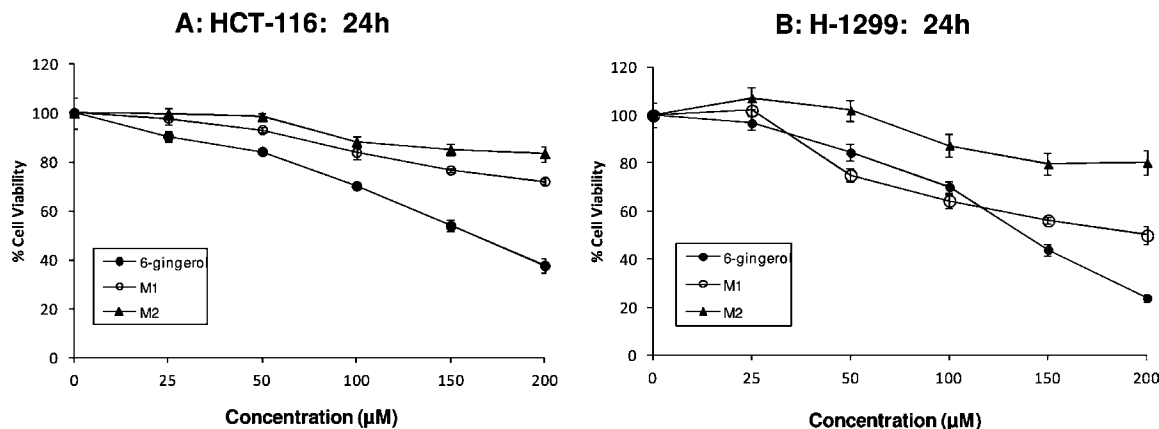 A: HCT-116: 24h
120
100
80
60
40
20
0
% Cell Viability
6-gingerol
M1
M2
0 25 50 100 150 200
Concentration (µM)
B: H-1299: 24h
120
100
80
60
40
20
0
% Cell Viability
6-gingerol
M1
M2
0 25 50 100 150 200
Concentration (µM)